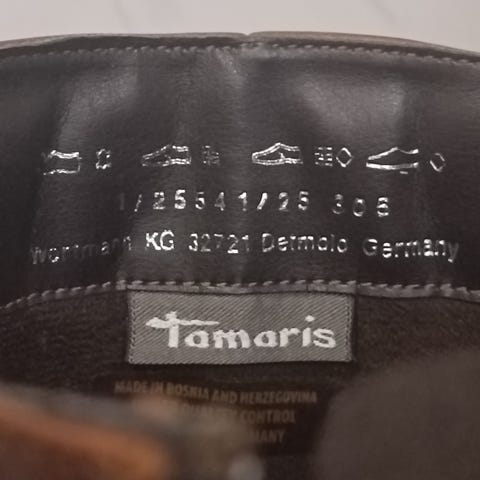 1/25541/25 305
Wortmann KG 32721 Detmold Germany
Tamaris
MADE IN BOSNIA AND HERZEGOVINA
QUALITY CONTROL